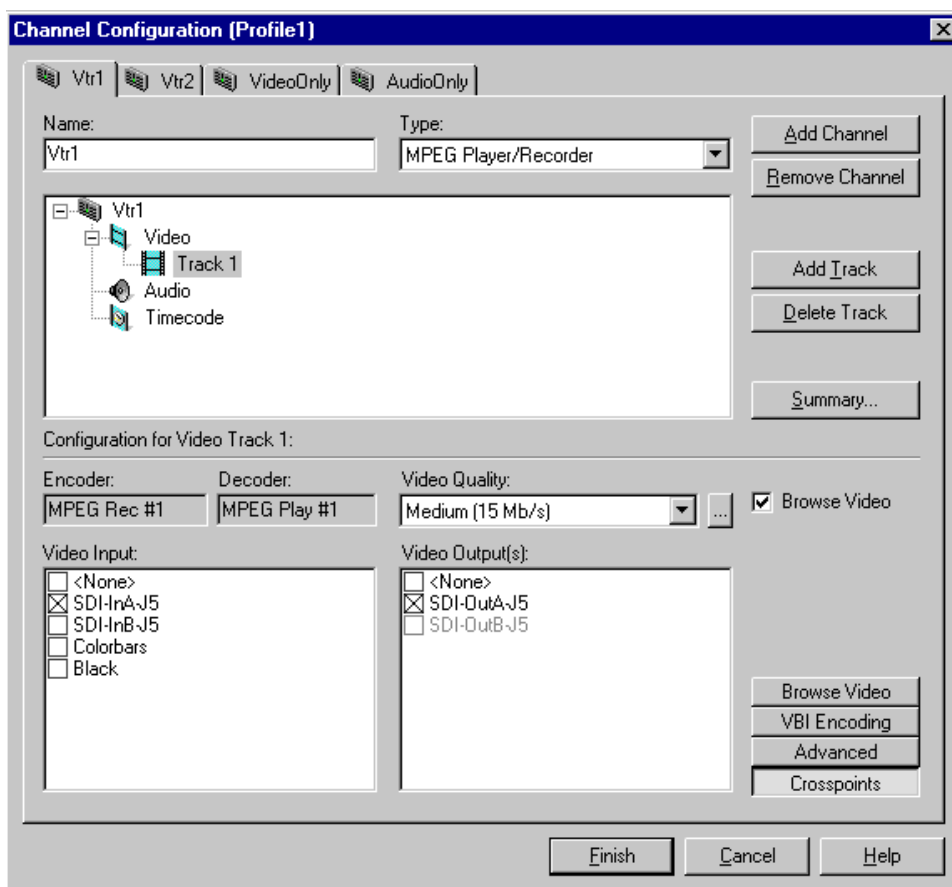 Channel Configuration (Profile1)
Vtr1 Vtr2 VideoOnly AudioOnly
Name: Type:
Vtr1 MPEG Player/Recorder
Add Channel
Remove Channel
Vtr1
Video
Track 1
Audio
Timecode
Add Track
Delete Track
Summary...
Configuration for Video Track 1:
Encoder: Decoder: Video Quality:
MPEG Rec #1 MPEG Play #1 Medium (15 Mb/s) ... Browse Video
Video Input: Video Output(s):
<None> <None>
SDI-InA-J5 SDI-OutA-J5
SDI-InB-J5 SDI-OutB-J5
Colorbars
Black
Browse Video
VBI Encoding
Advanced
Crosspoints
Finish Cancel Help